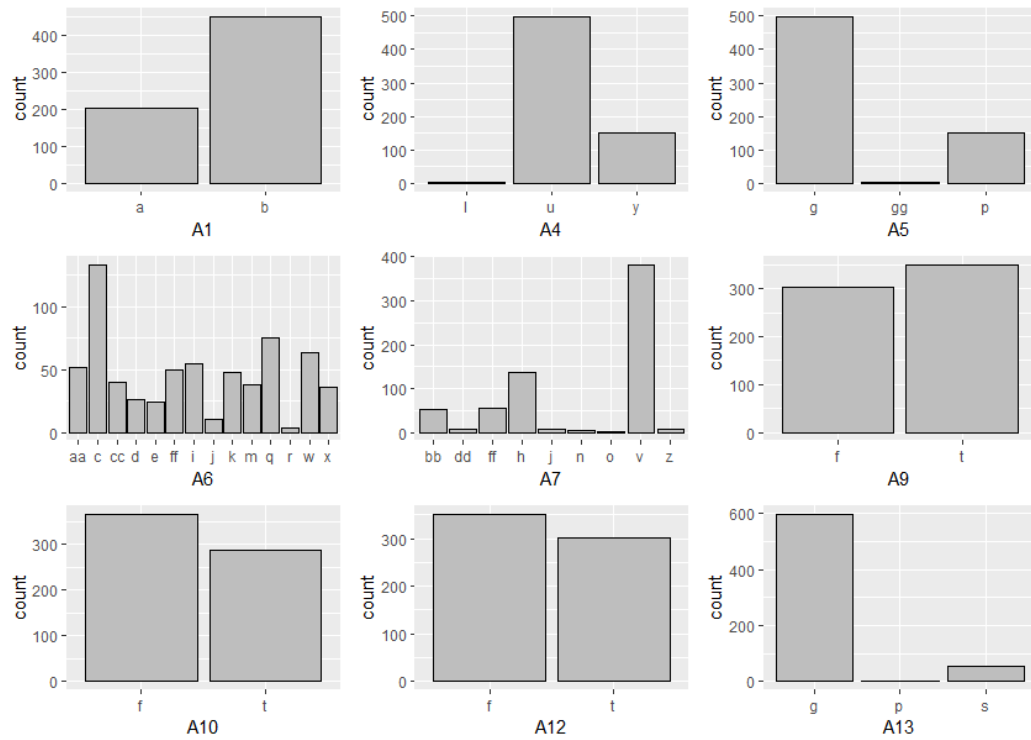 count
400
300
200
100
0
a b
A1
count
500
400
300
200
100
0
l u y
A4
count
500
400
300
200
100
0
g gg p
A5
count
100
50
0
aa c cc d e ff i j k m q r w x
A6
count
400
300
200
100
0
bb dd ff h j n o v z
A7
count
300
200
100
0
f t
A9
count
300
200
100
0
f t
A10
count
300
200
100
0
f t
A12
count
600
400
200
0
g p s
A13